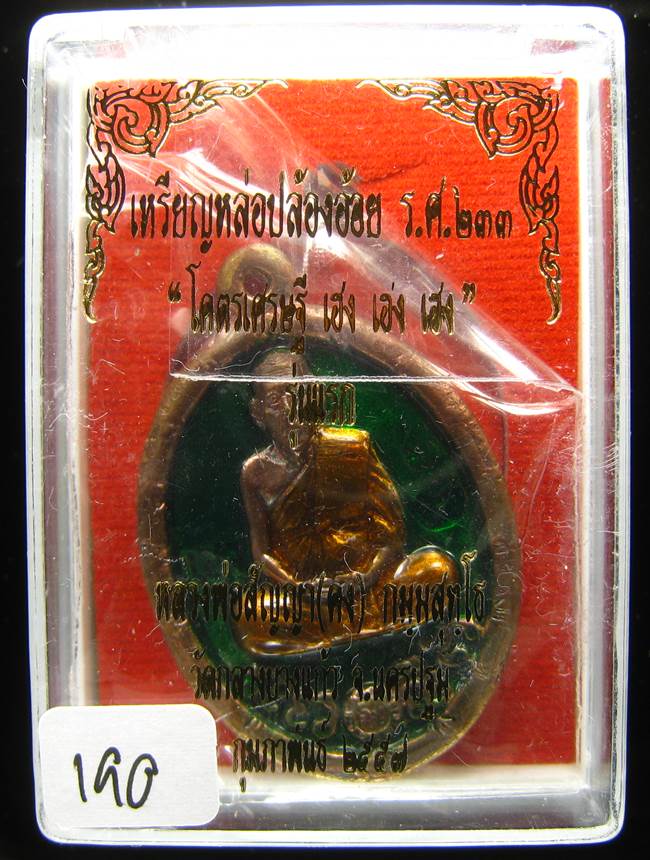 เหรียญหล่อปล้องอ้อย ร.ศ.๒๓๓
“โคตรเศรษฐี เฮง เฮง เฮง”
รุ่นแรก
หลวงพ่อสัญญา(คง) กมฺมสุทฺโธ
วัดกลางบางแก้ว จ.นครปฐม
กุมภาพันธ์ ๒๕๕๗
190